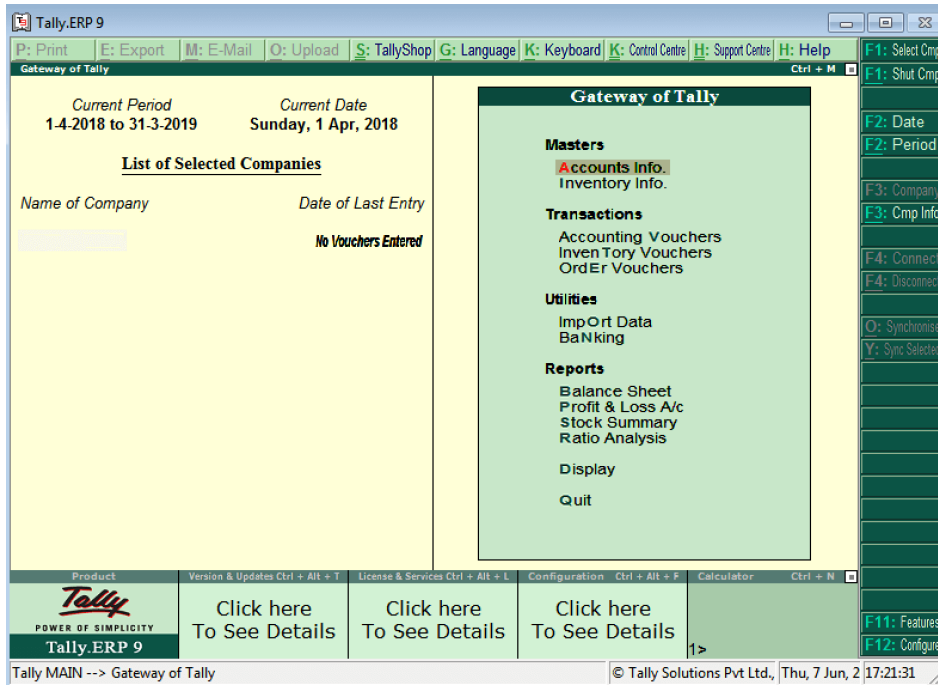 Tally.ERP 9
P: Print E: Export M: E-Mail O: Upload S: TallyShop G: Language K: Keyboard K: Control Centre H: Support Centre H: Help
Gateway of Tally Ctrl + M
Current Period Current Date
1-4-2018 to 31-3-2019 Sunday, 1 Apr, 2018
List of Selected Companies
Name of Company Date of Last Entry
No Vouchers Entered
Gateway of Tally
Masters
Accounts Info.
Inventory Info.
Transactions
Accounting Vouchers
InvenTory Vouchers
OrdEr Vouchers
Utilities
ImpOrt Data
BaNking
Reports
Balance Sheet
Profit & Loss A/c
Stock Summary
Ratio Analysis
Display
Quit
F1: Select Cmp
F1: Shut Cmp
F2: Date
F2: Period
F3: Company
F3: Cmp Info
F4: Connect
F4: Disconnec
O: Synchronise
Y: Sync Selected
F11: Features
F12: Configure
Product
Tally
POWER OF SIMPLICITY
Tally.ERP 9
Version & Updates Ctrl + Alt + T
Click here
To See Details
License & Services Ctrl + Alt + L
Click here
To See Details
Configuration Ctrl + Alt + F
Click here
To See Details
Calculator Ctrl + N
1>
Tally MAIN --> Gateway of Tally © Tally Solutions Pvt Ltd., Thu, 7 Jun, 2 17:21:31